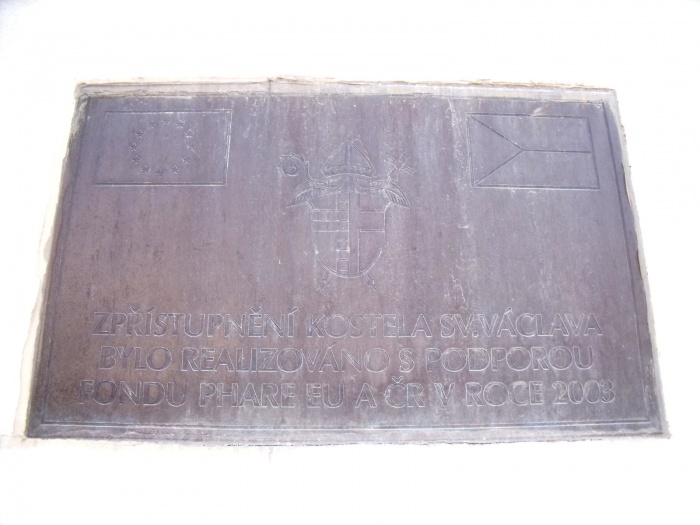 ZPŘÍSTUPNĚNÍ KOSTELA SV.VÁCLAVA
BYLO REALIZOVÁNO S PODPOROU
FONDU PHARE EU A ČR V ROCE 2003